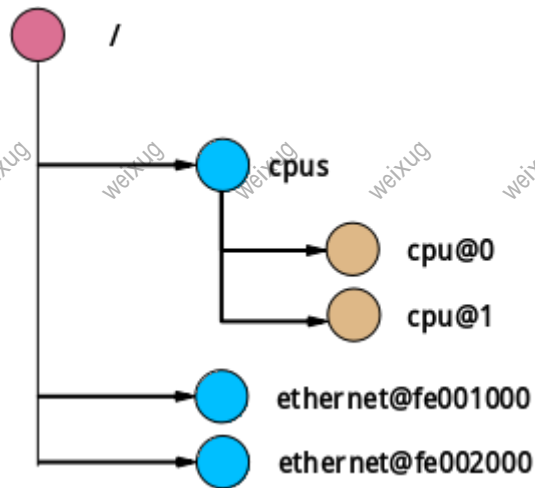 /
weixug weixug weixug weixug
cpus
cpu@0
cpu@1
ethernet@fe001000
ethernet@fe002000